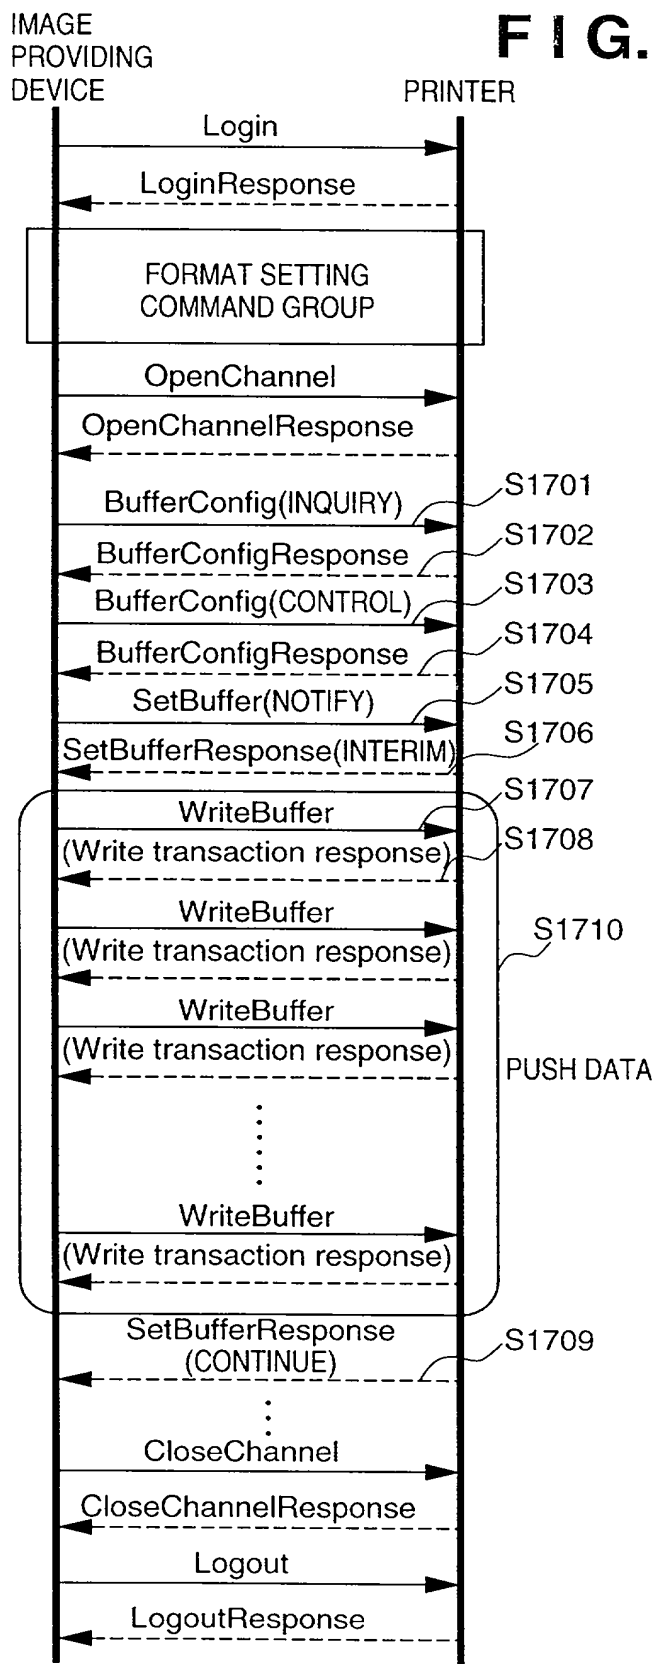 IMAGE
PROVIDING
DEVICE
FIG.
PRINTER
Login
LoginResponse
FORMAT SETTING
COMMAND GROUP
OpenChannel
OpenChannelResponse
BufferConfig(INQUIRY)
S1701
BufferConfigResponse
S1702
BufferConfig(CONTROL)
S1703
BufferConfigResponse
S1704
SetBuffer(NOTIFY)
S1705
SetBufferResponse(INTERIM)
S1706
WriteBuffer
S1707
(Write transaction response)
S1708
WriteBuffer
(Write transaction response)
S1710
WriteBuffer
(Write transaction response)
PUSH DATA
WriteBuffer
(Write transaction response)
SetBufferResponse
(CONTINUE)
S1709
CloseChannel
CloseChannelResponse
Logout
LogoutResponse